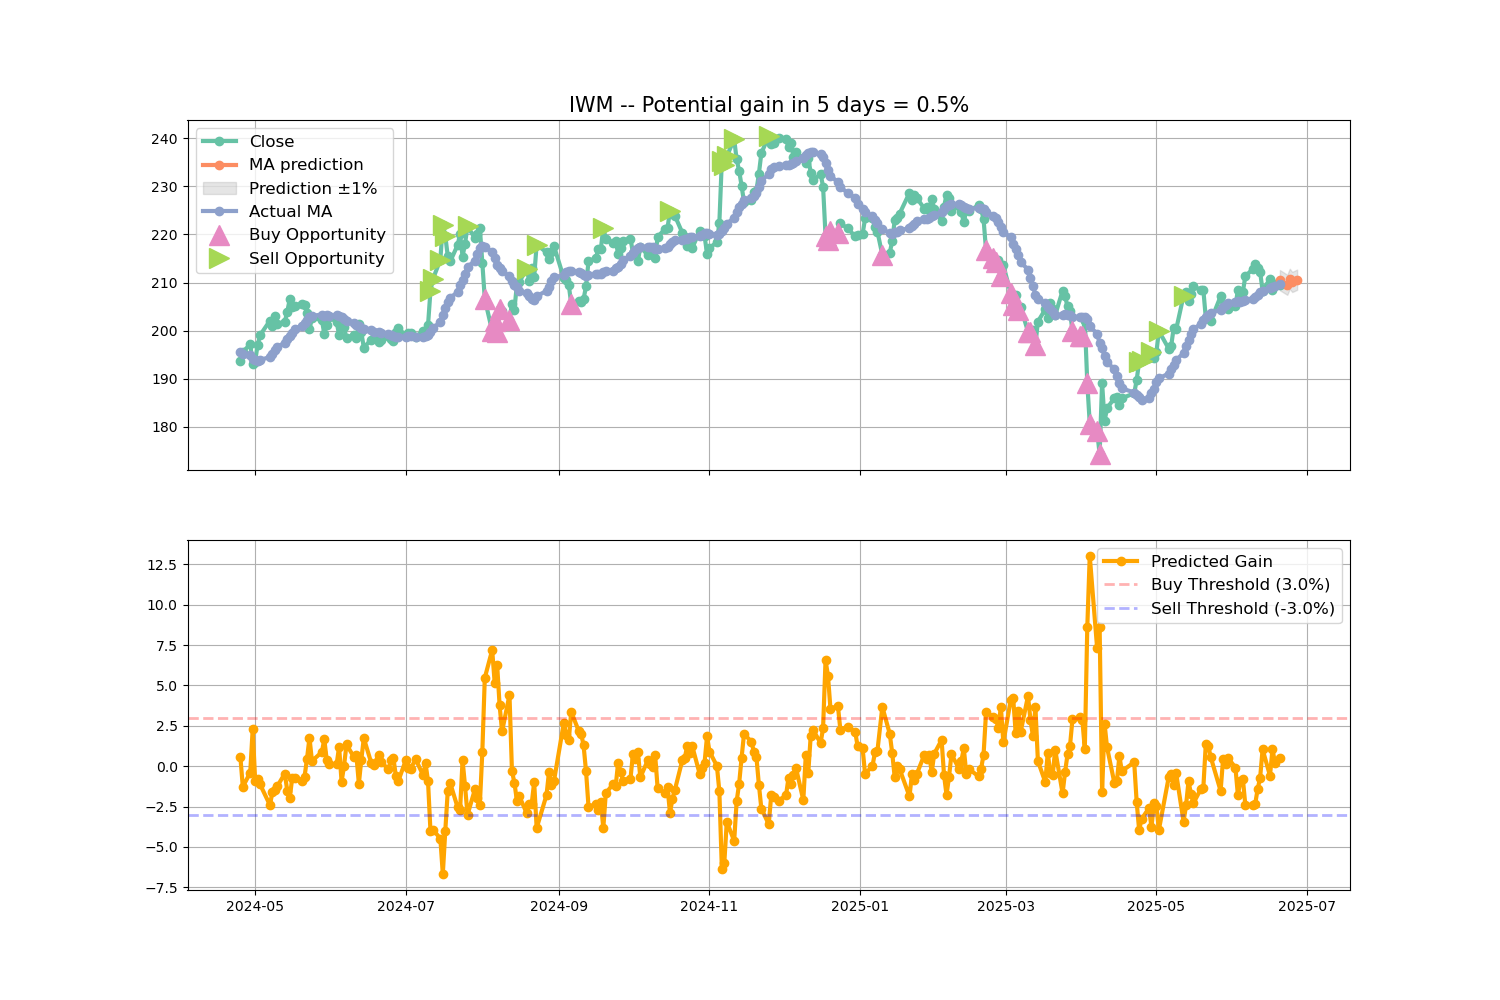 IWM -- Potential gain in 5 days = 0.5%
240
230
220
210
200
190
180
Close
MA prediction
Prediction ±1%
Actual MA
Buy Opportunity
Sell Opportunity
12.5
10.0
7.5
5.0
2.5
0.0
−2.5
−5.0
−7.5
Predicted Gain
Buy Threshold (3.0%)
Sell Threshold (-3.0%)
2024-05
2024-07
2024-09
2024-11
2025-01
2025-03
2025-05
2025-07